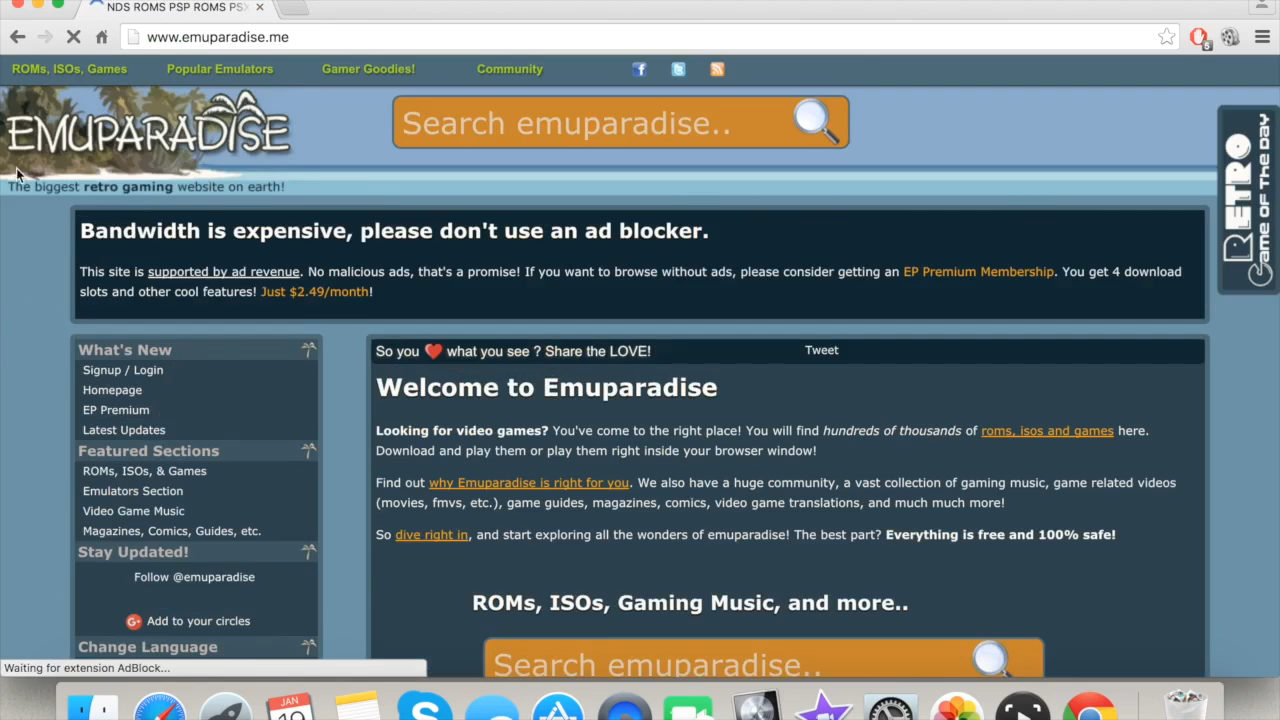 NDS ROMS PSP ROMS PSX
www.emuparadise.me
5
ROMs, ISOs, Games
Popular Emulators
Gamer Goodies!
Community
EMUPARADISE
Search emuparadise..
The biggest retro gaming website on earth!
RETRO
Game OF THE DAY
Bandwidth is expensive, please don't use an ad blocker.
This site is supported by ad revenue. No malicious ads, that's a promise! If you want to browse without ads, please consider getting an EP Premium Membership. You get 4 download
slots and other cool features! Just $2.49/month!
What's New
Signup / Login
Homepage
EP Premium
Latest Updates
Featured Sections
ROMs, ISOs, & Games
Emulators Section
Video Game Music
Magazines, Comics, Guides, etc.
Stay Updated!
Follow @emuparadise
G+ Add to your circles
Change Language
So you ❤ what you see ? Share the LOVE!
Tweet
Welcome to Emuparadise
Looking for video games? You've come to the right place! You will find hundreds of thousands of roms, isos and games here.
Download and play them or play them right inside your browser window!
Find out why Emuparadise is right for you. We also have a huge community, a vast collection of gaming music, game related videos
(movies, fmvs, etc.), game guides, magazines, comics, video game translations, and much much more!
So dive right in, and start exploring all the wonders of emuparadise! The best part? Everything is free and 100% safe!
ROMs, ISOs, Gaming Music, and more..
Search emuparadise..
Waiting for extension AdBlock...
JAN